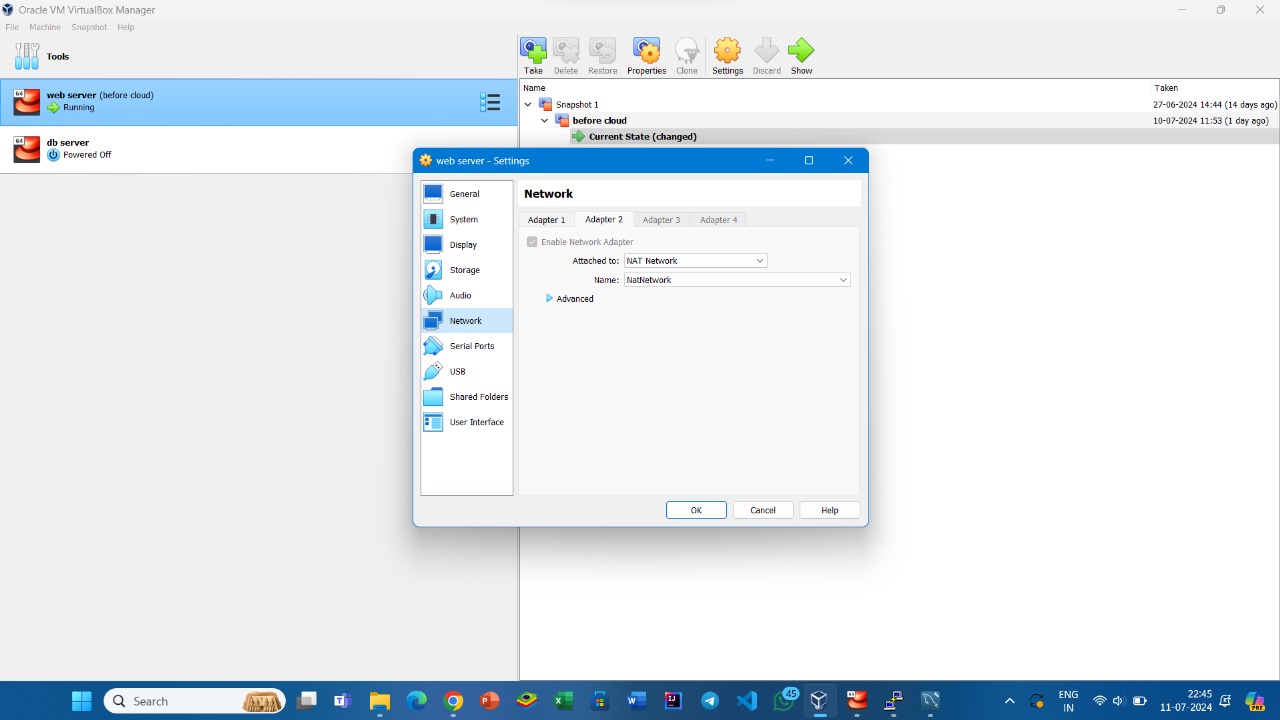 Oracle VM VirtualBox Manager
File Machine Snapshot Help
Tools
Take Delete Restore Properties Clone Settings Discard Show
64
web server (before cloud)
Running
64
db server
Powered Off
Name Taken
Snapshot 1 27-06-2024 14:44 (14 days ago)
before cloud 10-07-2024 11:53 (1 day ago)
Current State (changed)
web server - Settings
General
System
Display
Storage
Audio
Network
Serial Ports
USB
Shared Folders
User Interface
Network
Adapter 1 Adapter 2 Adapter 3 Adapter 4
Enable Network Adapter
Attached to: NAT Network
Name: NatNetwork
Advanced
OK Cancel Help
Search
45
ENG
IN
22:45
11-07-2024
PRE